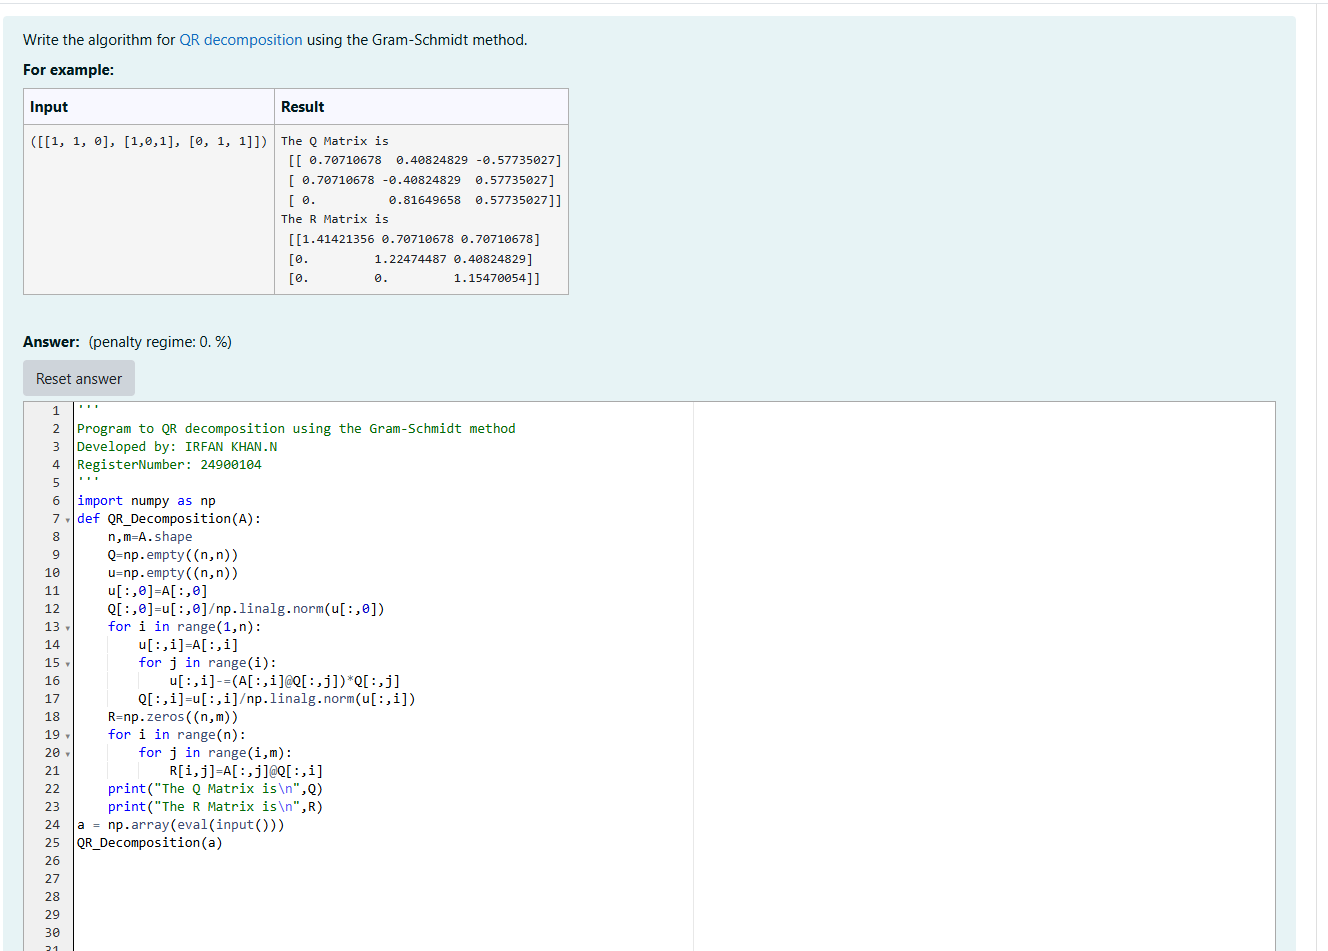 Write the algorithm for QR decomposition using the Gram-Schmidt method.
For example:
Input Result
([[1, 1, 0], [1,0,1], [0, 1, 1]]) The Q Matrix is
[[ 0.70710678  0.40824829 -0.57735027]
[ 0.70710678 -0.40824829  0.57735027]
[ 0.          0.81649658  0.57735027]]
The R Matrix is
[[1.41421356 0.70710678 0.70710678]
[0.         1.22474487 0.40824829]
[0.         0.         1.15470054]]
Answer: (penalty regime: 0. %)
Reset answer
1 '''
2 Program to QR decomposition using the Gram-Schmidt method
3 Developed by: IRFAN KHAN.N
4 RegisterNumber: 24900104
5 '''
6 import numpy as np
7 def QR_Decomposition(A):
8     n,m=A.shape
9     Q=np.empty((n,n))
10     u=np.empty((n,n))
11     u[:,0]=A[:,0]
12     Q[:,0]=u[:,0]/np.linalg.norm(u[:,0])
13     for i in range(1,n):
14         u[:,i]=A[:,i]
15         for j in range(i):
16             u[:,i]-=(A[:,i]@Q[:,j])*Q[:,j]
17         Q[:,i]=u[:,i]/np.linalg.norm(u[:,i])
18     R=np.zeros((n,m))
19     for i in range(n):
20         for j in range(i,m):
21             R[i,j]=A[:,j]@Q[:,i]
22     print("The Q Matrix is\n",Q)
23     print("The R Matrix is\n",R)
24 a = np.array(eval(input()))
25 QR_Decomposition(a)
26
27
28
29
30
31